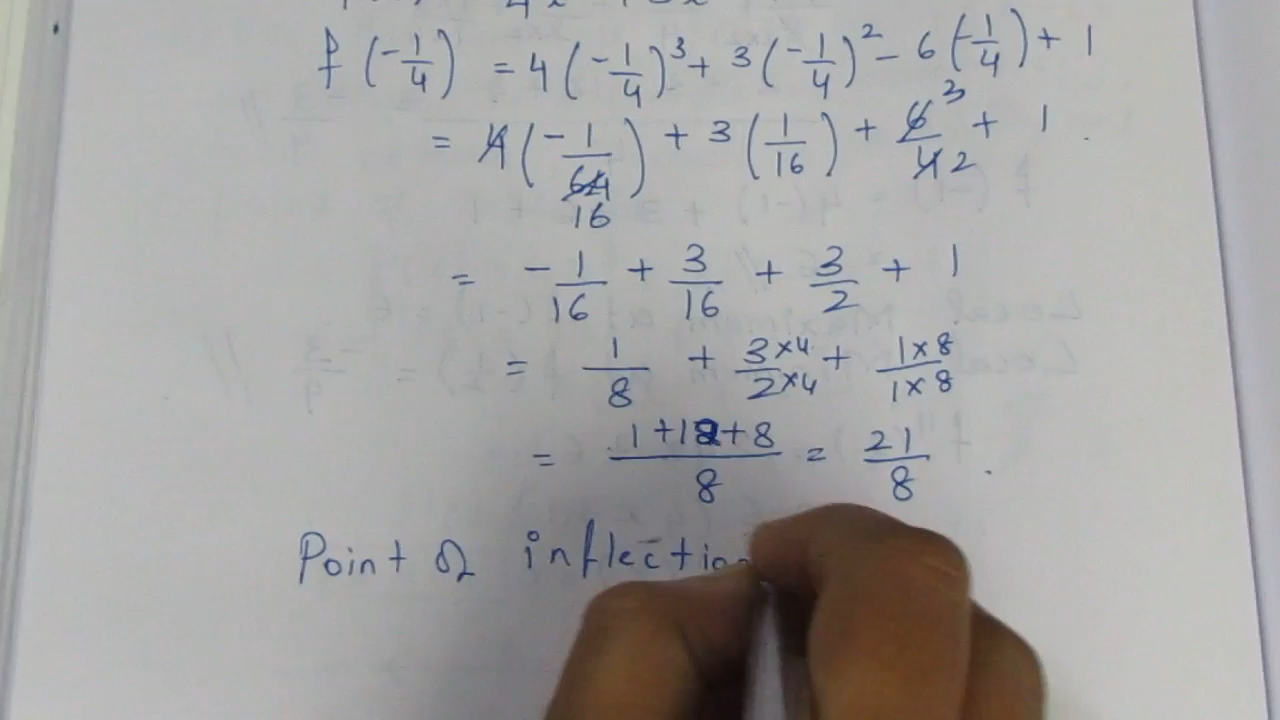 f(-1/4) = 4(-1/4)³ + 3(-1/4)² - 6(-1/4) + 1
= 4(-1/64 16) + 3(1/16) + 6 3/4 2 + 1
= -1/16 + 3/16 + 3/2 + 1
= 1/8 + 3×4/2×4 + 1×8/1×8
= 1+12+8/8 = 21/8 .
Point of inflection